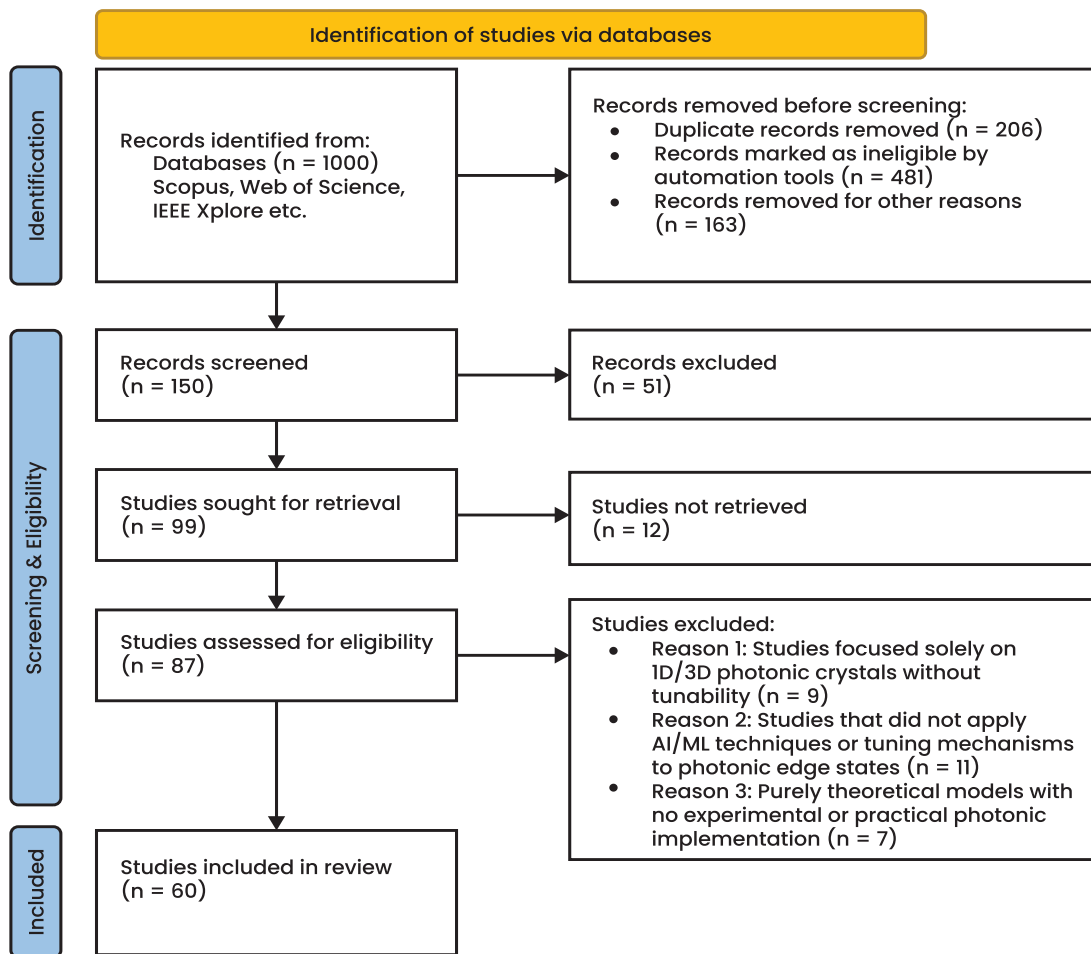 Identification of studies via databases
Identification
Records identified from:
Databases (n = 1000)
Scopus, Web of Science,
IEEE Xplore etc.
Records removed before screening:
• Duplicate records removed (n = 206)
• Records marked as ineligible by
automation tools (n = 481)
• Records removed for other reasons
(n = 163)
Screening & Eligibility
Records screened
(n = 150)
Records excluded
(n = 51)
Studies sought for retrieval
(n = 99)
Studies not retrieved
(n = 12)
Studies assessed for eligibility
(n = 87)
Studies excluded:
• Reason 1: Studies focused solely on
1D/3D photonic crystals without
tunability (n = 9)
• Reason 2: Studies that did not apply
AI/ML techniques or tuning mechanisms
to photonic edge states (n = 11)
• Reason 3: Purely theoretical models with
no experimental or practical photonic
implementation (n = 7)
Included
Studies included in review
(n = 60)